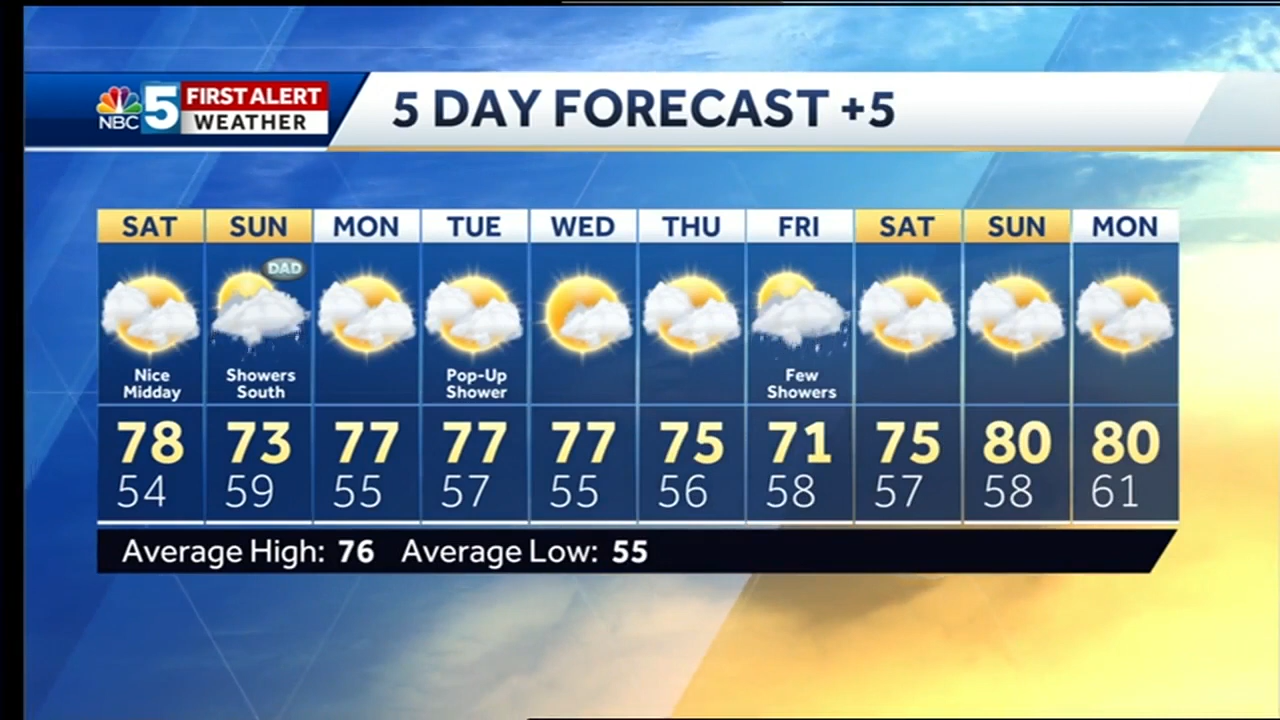 NBC 5 FIRST ALERT WEATHER
5 DAY FORECAST +5
SAT SUN MON TUE WED THU FRI SAT SUN MON
DAD
Nice Midday
Showers South
Pop-Up Shower
Few Showers
78 73 77 77 77 75 71 75 80 80
54 59 55 57 55 56 58 57 58 61
Average High: 76 Average Low: 55